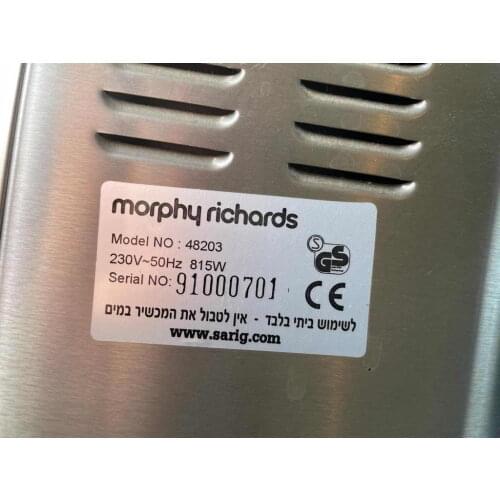 morphy richards
Model NO : 48203
230V~50Hz 815W
Serial NO: 91000701
S
GS
CE
לשימוש ביתי בלבד - אין לטבול את המכשיר במים
www.sarig.com